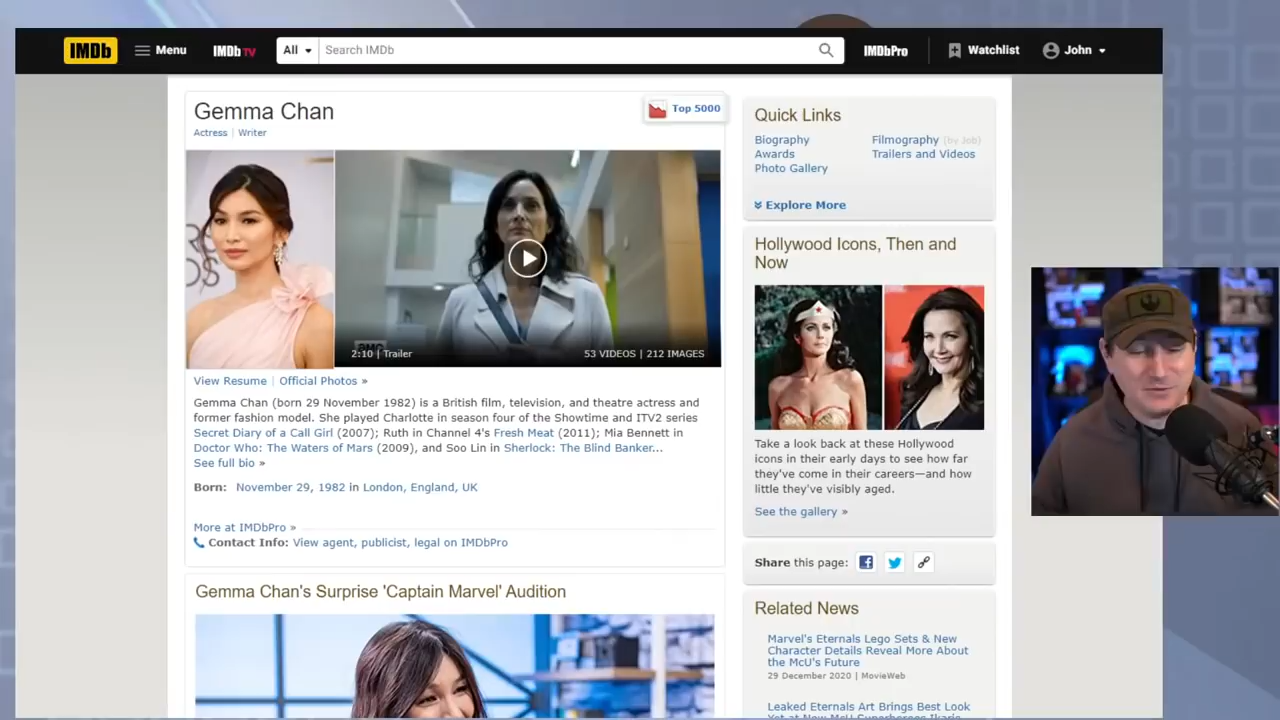 IMDb
Menu
IMDb TV
All
Search IMDb
IMDbPro
Watchlist
John
Gemma Chan
Top 5000
Actress | Writer
2:10 | Trailer
53 VIDEOS | 212 IMAGES
View Resume | Official Photos »
Gemma Chan (born 29 November 1982) is a British film, television, and theatre actress and
former fashion model. She played Charlotte in season four of the Showtime and ITV2 series
Secret Diary of a Call Girl (2007); Ruth in Channel 4's Fresh Meat (2011); Mia Bennett in
Doctor Who: The Waters of Mars (2009), and Soo Lin in Sherlock: The Blind Banker...
See full bio »
Born: November 29, 1982 in London, England, UK
More at IMDbPro »
Contact Info: View agent, publicist, legal on IMDbPro
Gemma Chan's Surprise 'Captain Marvel' Audition
Quick Links
Biography
Filmography (by Job)
Awards
Trailers and Videos
Photo Gallery
Explore More
Hollywood Icons, Then and
Now
Take a look back at these Hollywood
icons in their early days to see how far
they've come in their careers—and how
little they've visibly aged.
See the gallery »
Share this page:
Related News
Marvel's Eternals Lego Sets & New
Character Details Reveal More About
the McU's Future
29 December 2020 | MovieWeb
Leaked Eternals Art Brings Best Look
Yet at New McU Superheroes Ikaris